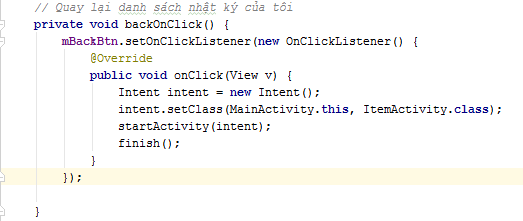 // Quay lại danh sách nhật ký của tôi
private void backOnClick() {
mBackBtn.setOnClickListener(new OnClickListener() {
@Override
public void onClick(View v) {
Intent intent = new Intent();
intent.setClass(MainActivity.this, ItemActivity.class);
startActivity(intent);
finish();
}
});
}